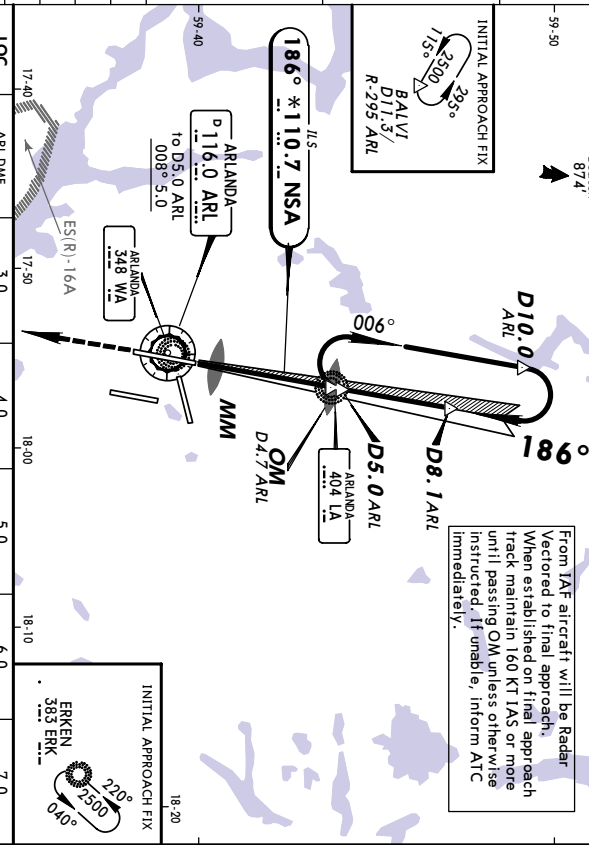 59-40
59-50
INITIAL APPROACH FIX
115°
2500
295°
BALVI
D11.3/
R-295 ARL
874'
ILS
186° *110.7 NSA
ARLANDA
D 116.0 ARL
to D5.0 ARL
008° 5.0
ARLANDA
348 WA
ES(R)-16A
17-40
17-50
18-00
18-10
18-20
006°
D10.0
ARL
186°
D8.1 ARL
D5.0 ARL
ARLANDA
404 LA
OM
D4.7 ARL
MM
From IAF aircraft will be Radar
Vectored to final approach.
When established on final approach
track maintain 160 KT IAS or more
until passing OM unless otherwise
instructed. If unable, inform ATC
immediately.
INITIAL APPROACH FIX
220°
2500
040°
ERKEN
383 ERK
LOC
ARL DME
3.0
4.0
5.0
6.0
7.0